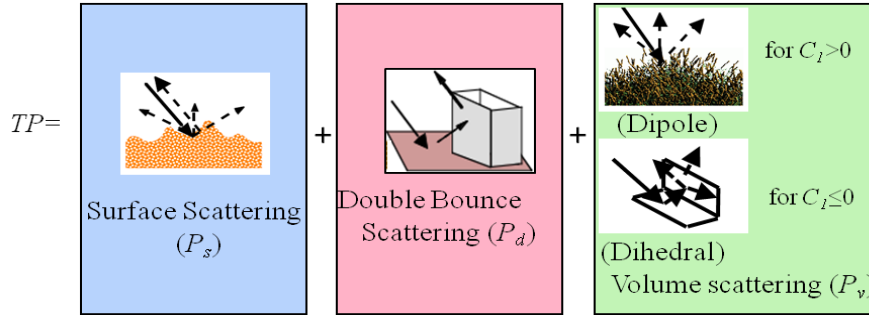 TP=
+
+
Surface Scattering
(Ps)
Double Bounce
Scattering (Pd)
for C1>0
(Dipole)
for C1≤0
(Dihedral)
Volume scattering (Pv)